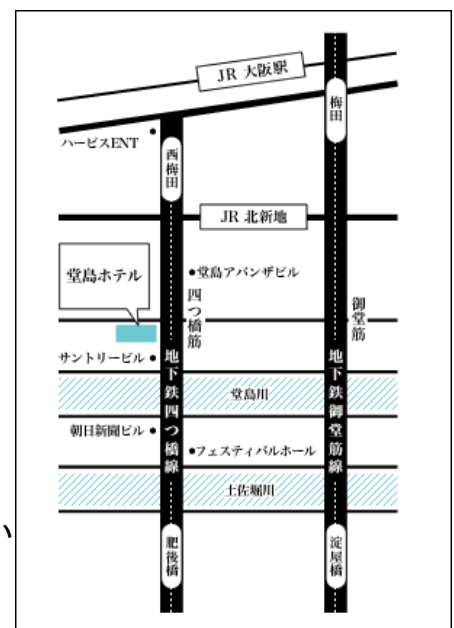 JR 大阪駅
梅田
ハービスENT
西梅田
JR 北新地
堂島ホテル
堂島アバンザビル
四つ橋筋
御堂筋
サントリービル
地下鉄四つ橋線
地下鉄御堂筋線
堂島川
朝日新聞ビル
フェスティバルホール
土佐堀川
い
肥後橋
淀屋橋